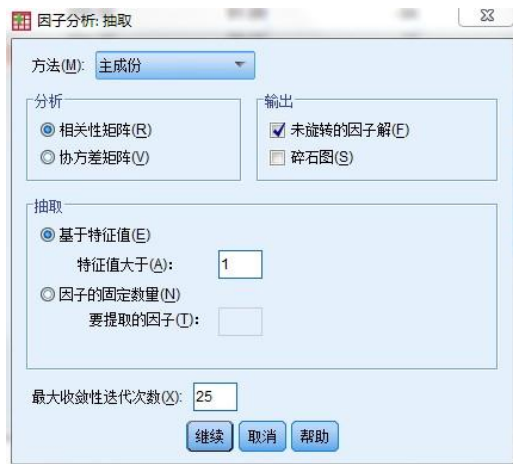 因子分析: 抽取
方法(M): 主成份
分析
相关性矩阵(R)
协方差矩阵(V)
输出
未旋转的因子解(F)
碎石图(S)
抽取
基于特征值(E)
特征值大于(A): 1
因子的固定数量(N)
要提取的因子(T):
最大收敛性迭代次数(X): 25
继续 取消 帮助